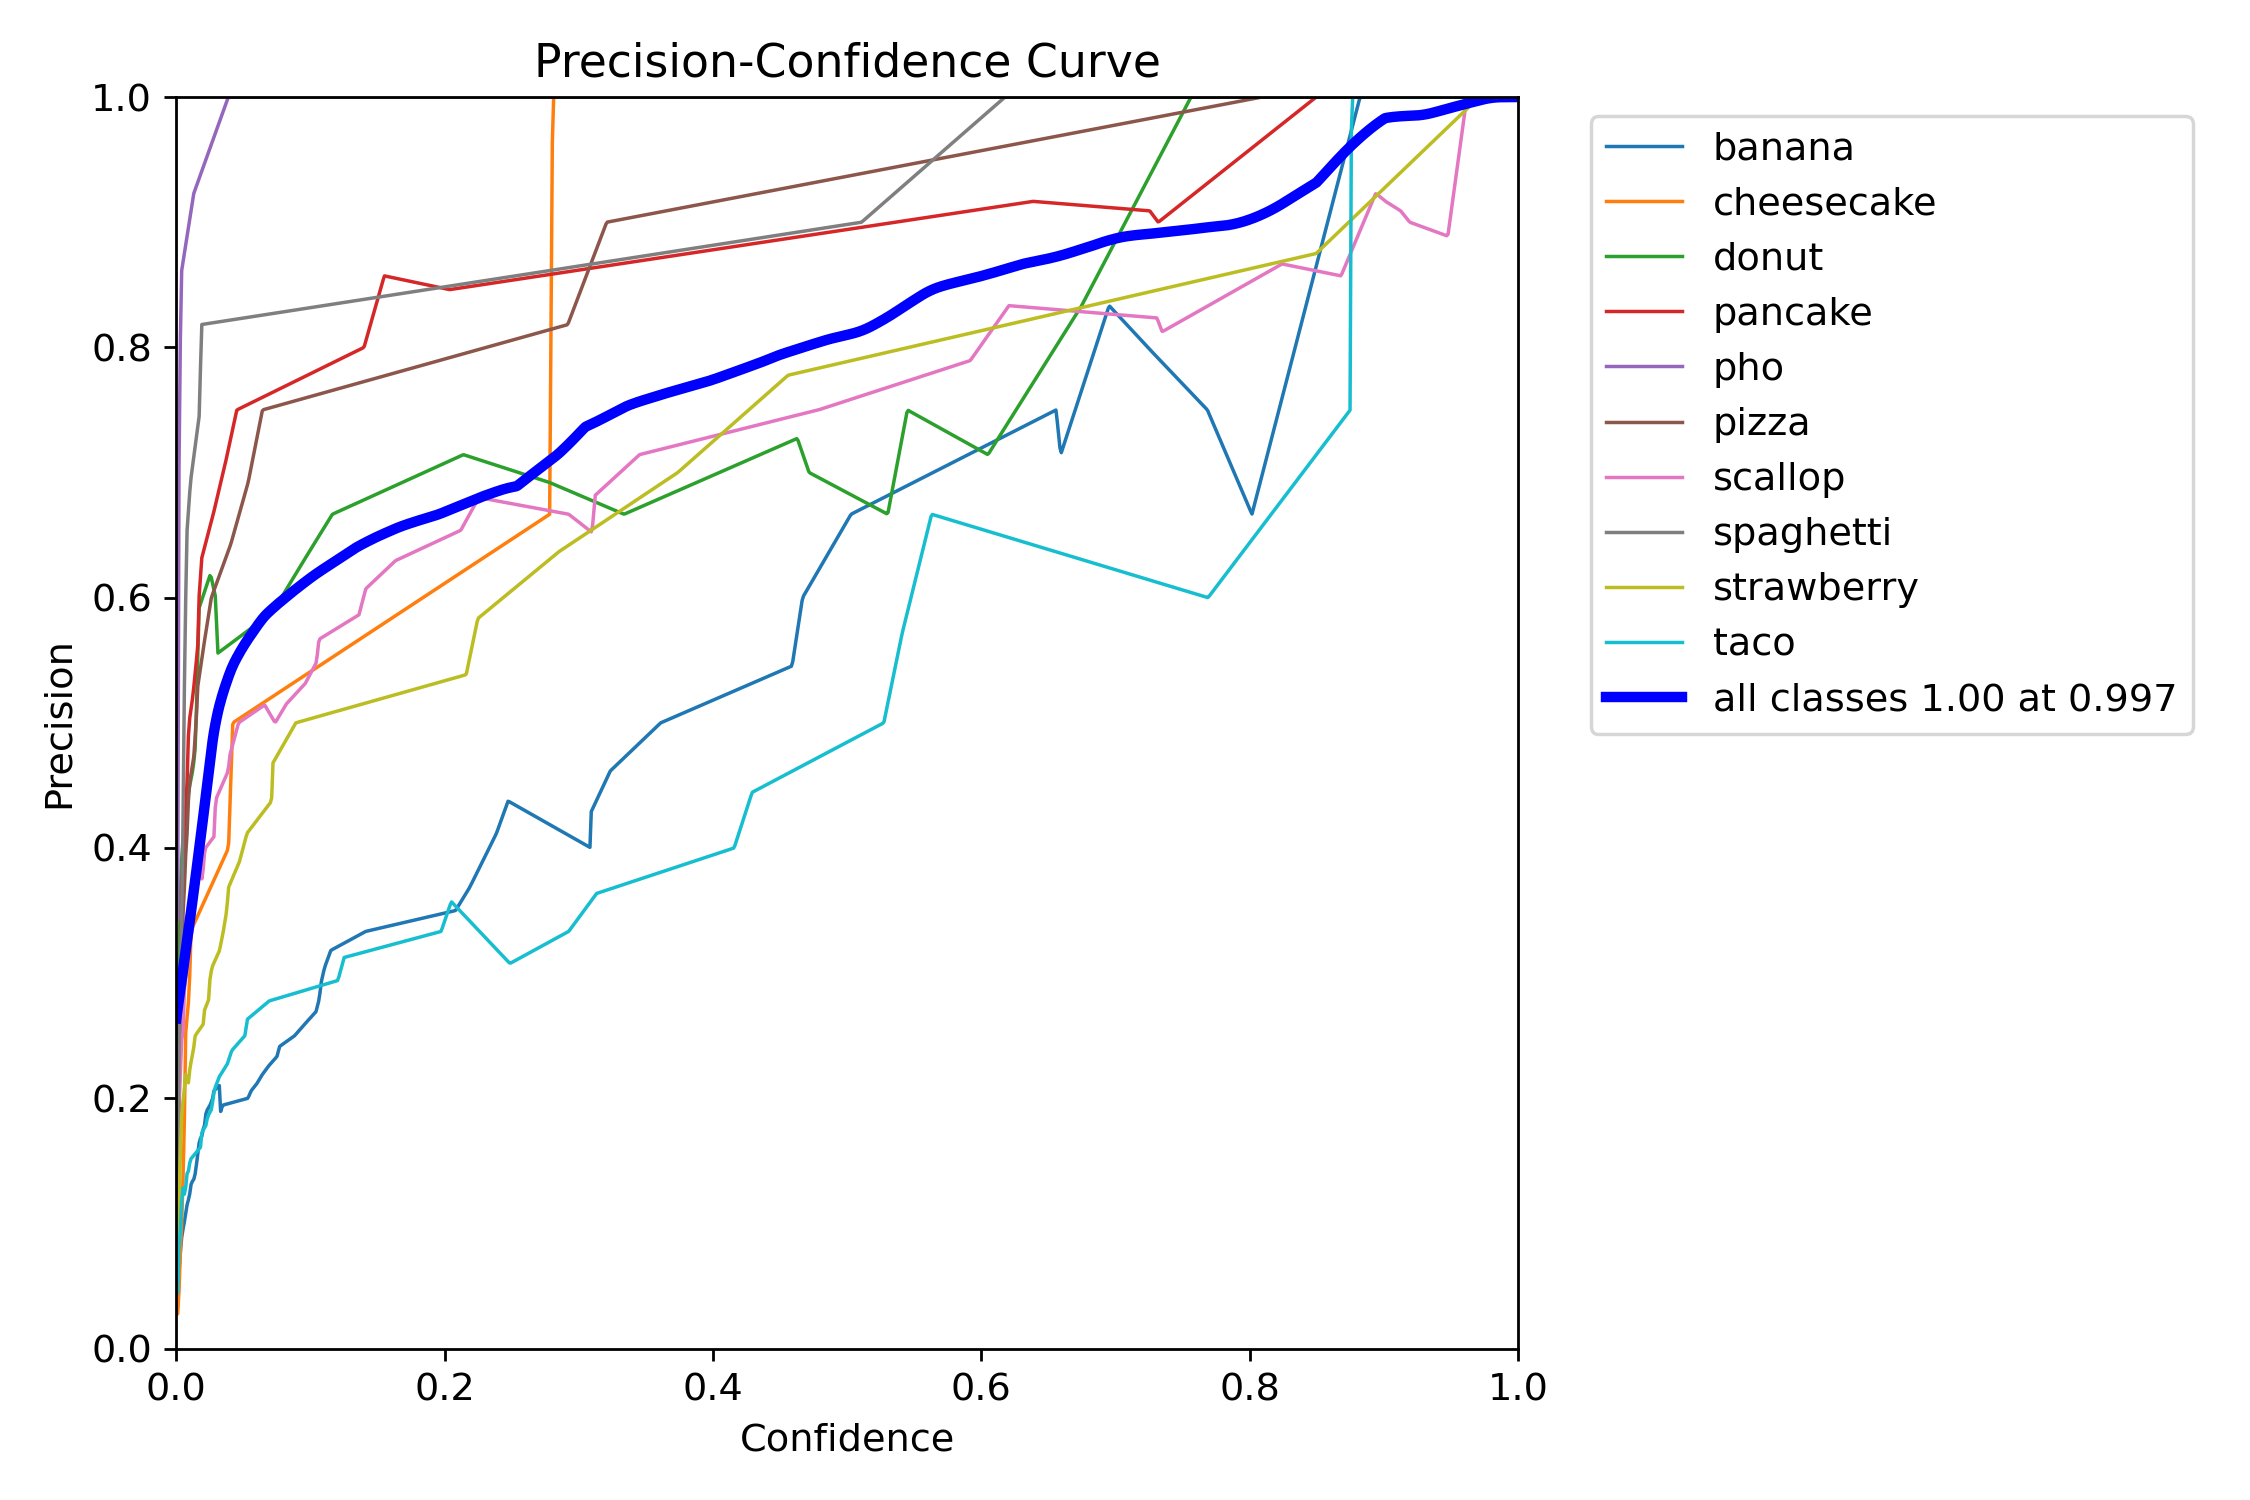 Precision-Confidence Curve
1.0
0.8
0.6
0.4
0.2
0.0
Precision
0.0 0.2 0.4 0.6 0.8 1.0
Confidence
banana
cheesecake
donut
pancake
pho
pizza
scallop
spaghetti
strawberry
taco
all classes 1.00 at 0.997